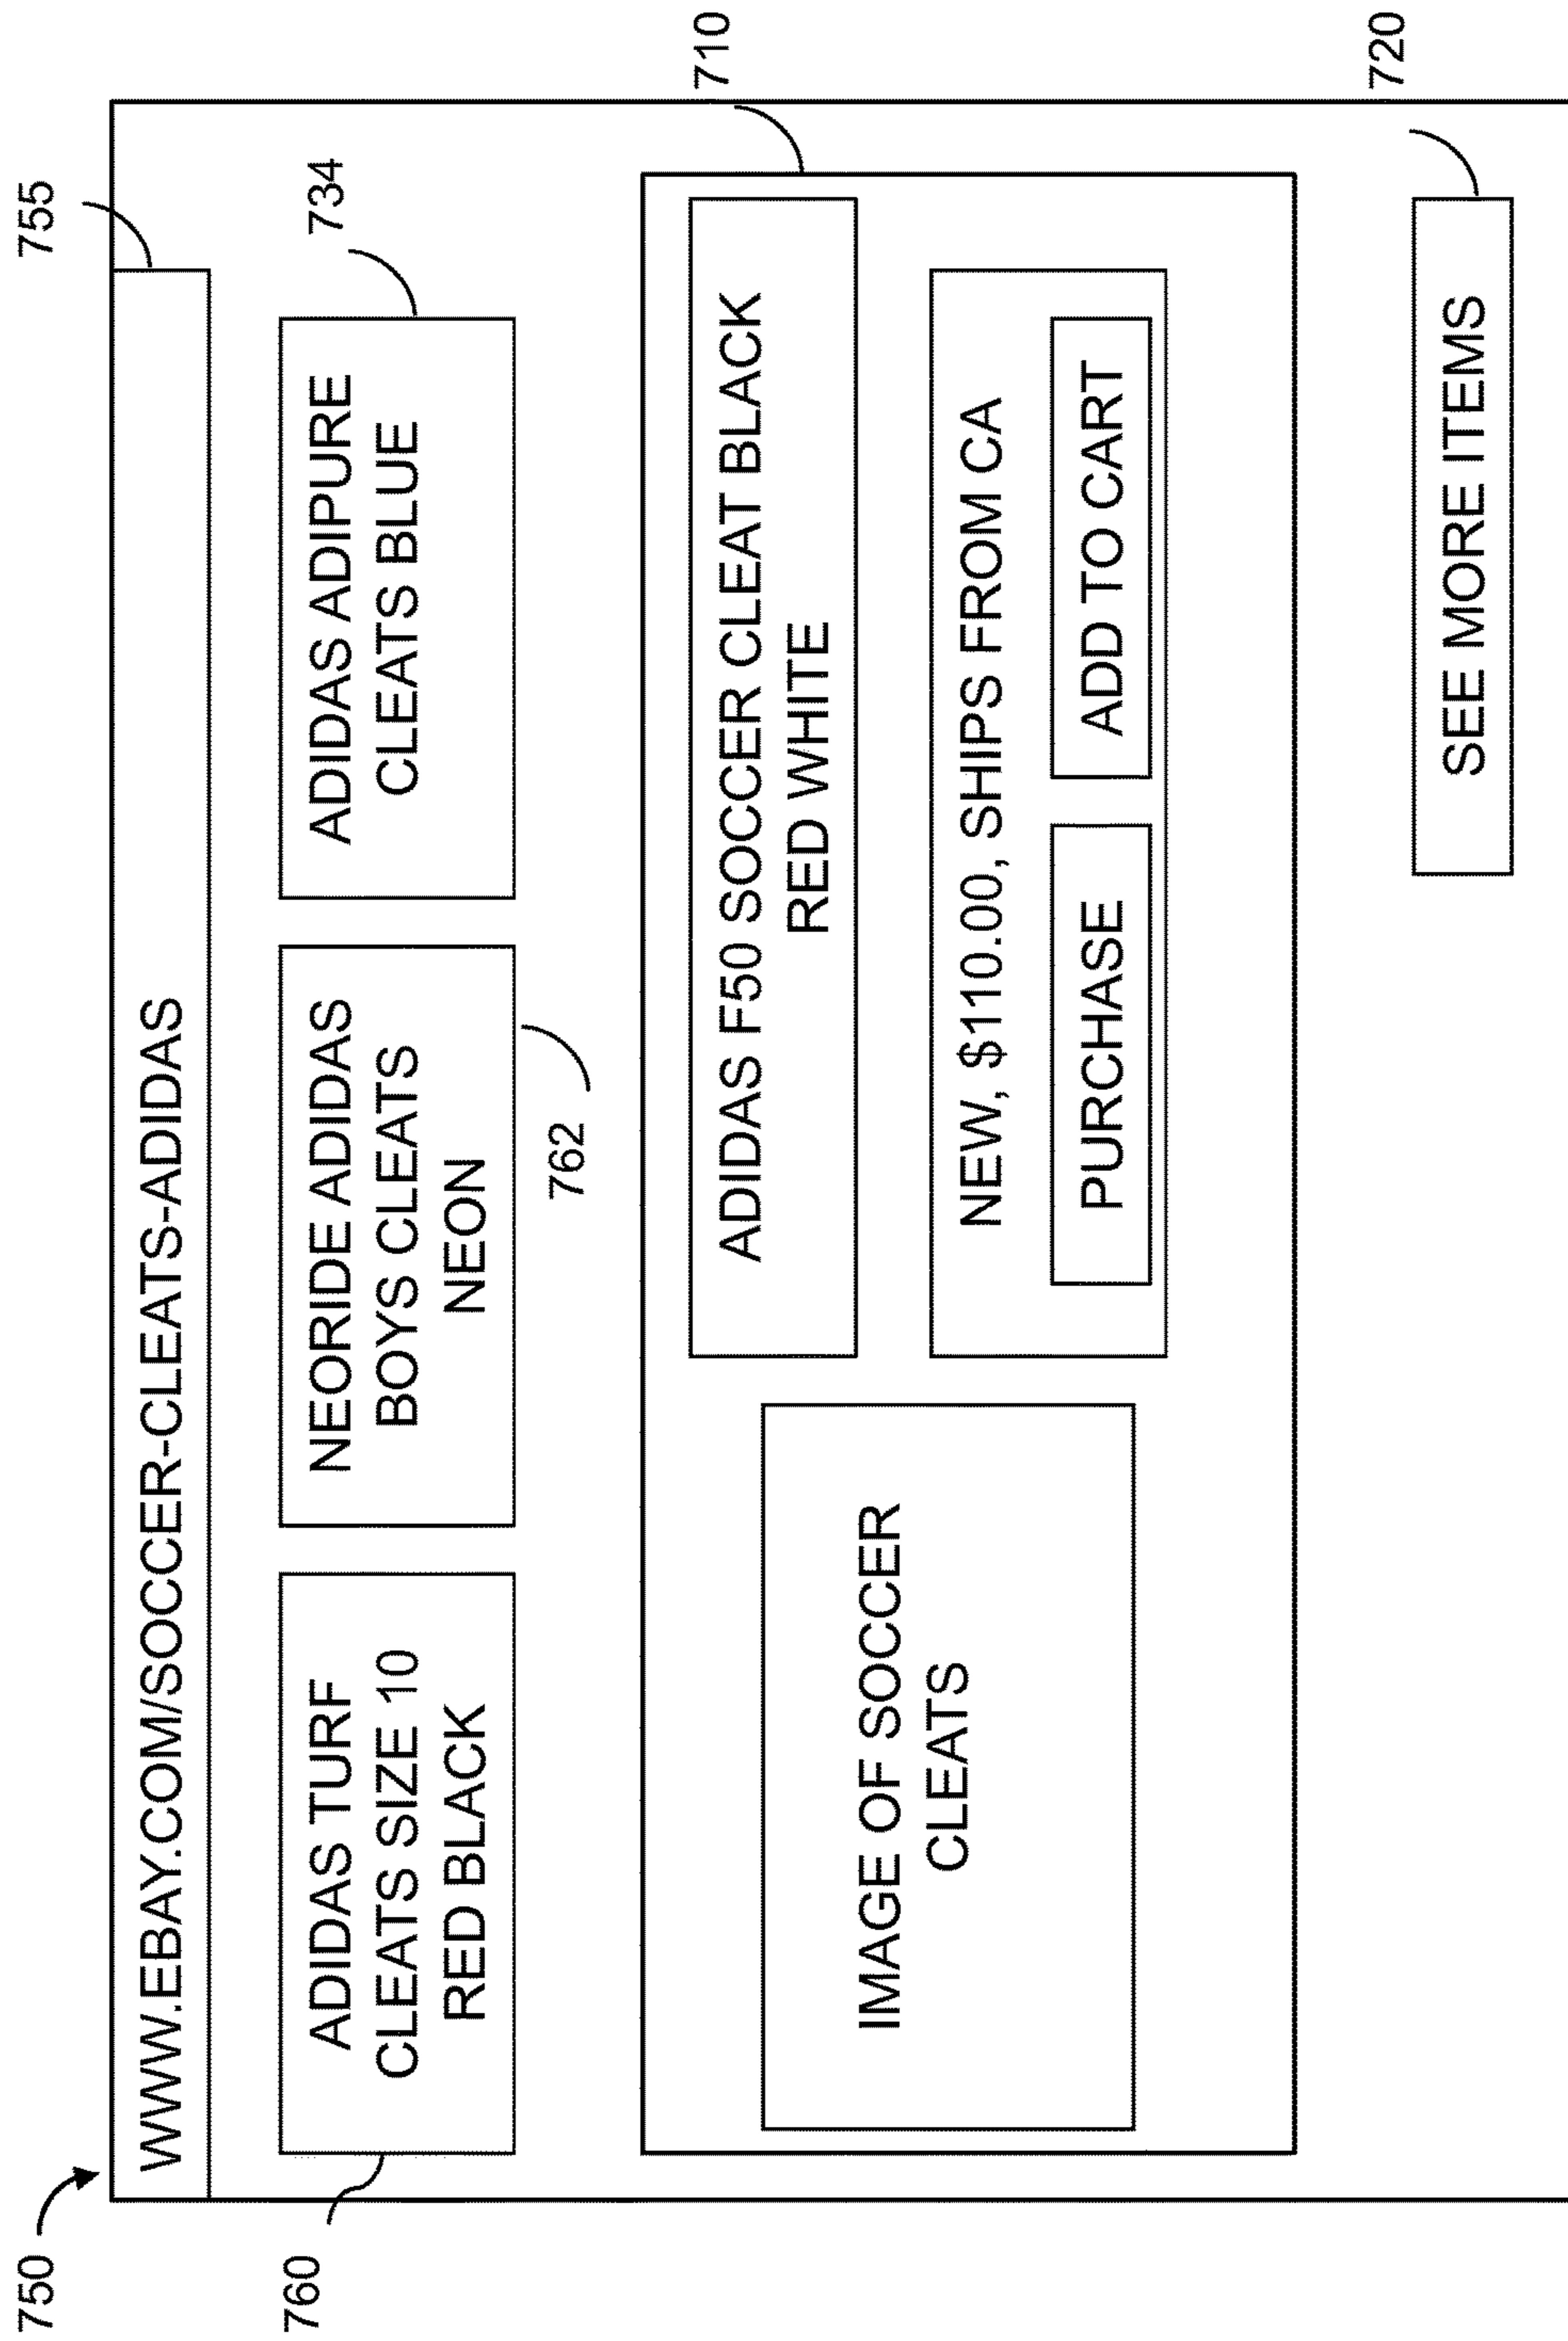 750
755
WWW.EBAY.COM/SOCCER-CLEATS-ADIDAS
760
ADIDAS TURF
CLEATS SIZE 10
RED BLACK
NEORIDE ADIDAS
BOYS CLEATS
NEON
762
ADIDAS ADIPURE
CLEATS BLUE
734
710
IMAGE OF SOCCER
CLEATS
ADIDAS F50 SOCCER CLEAT BLACK
RED WHITE
NEW, $110.00, SHIPS FROM CA
PURCHASE
ADD TO CART
SEE MORE ITEMS
720